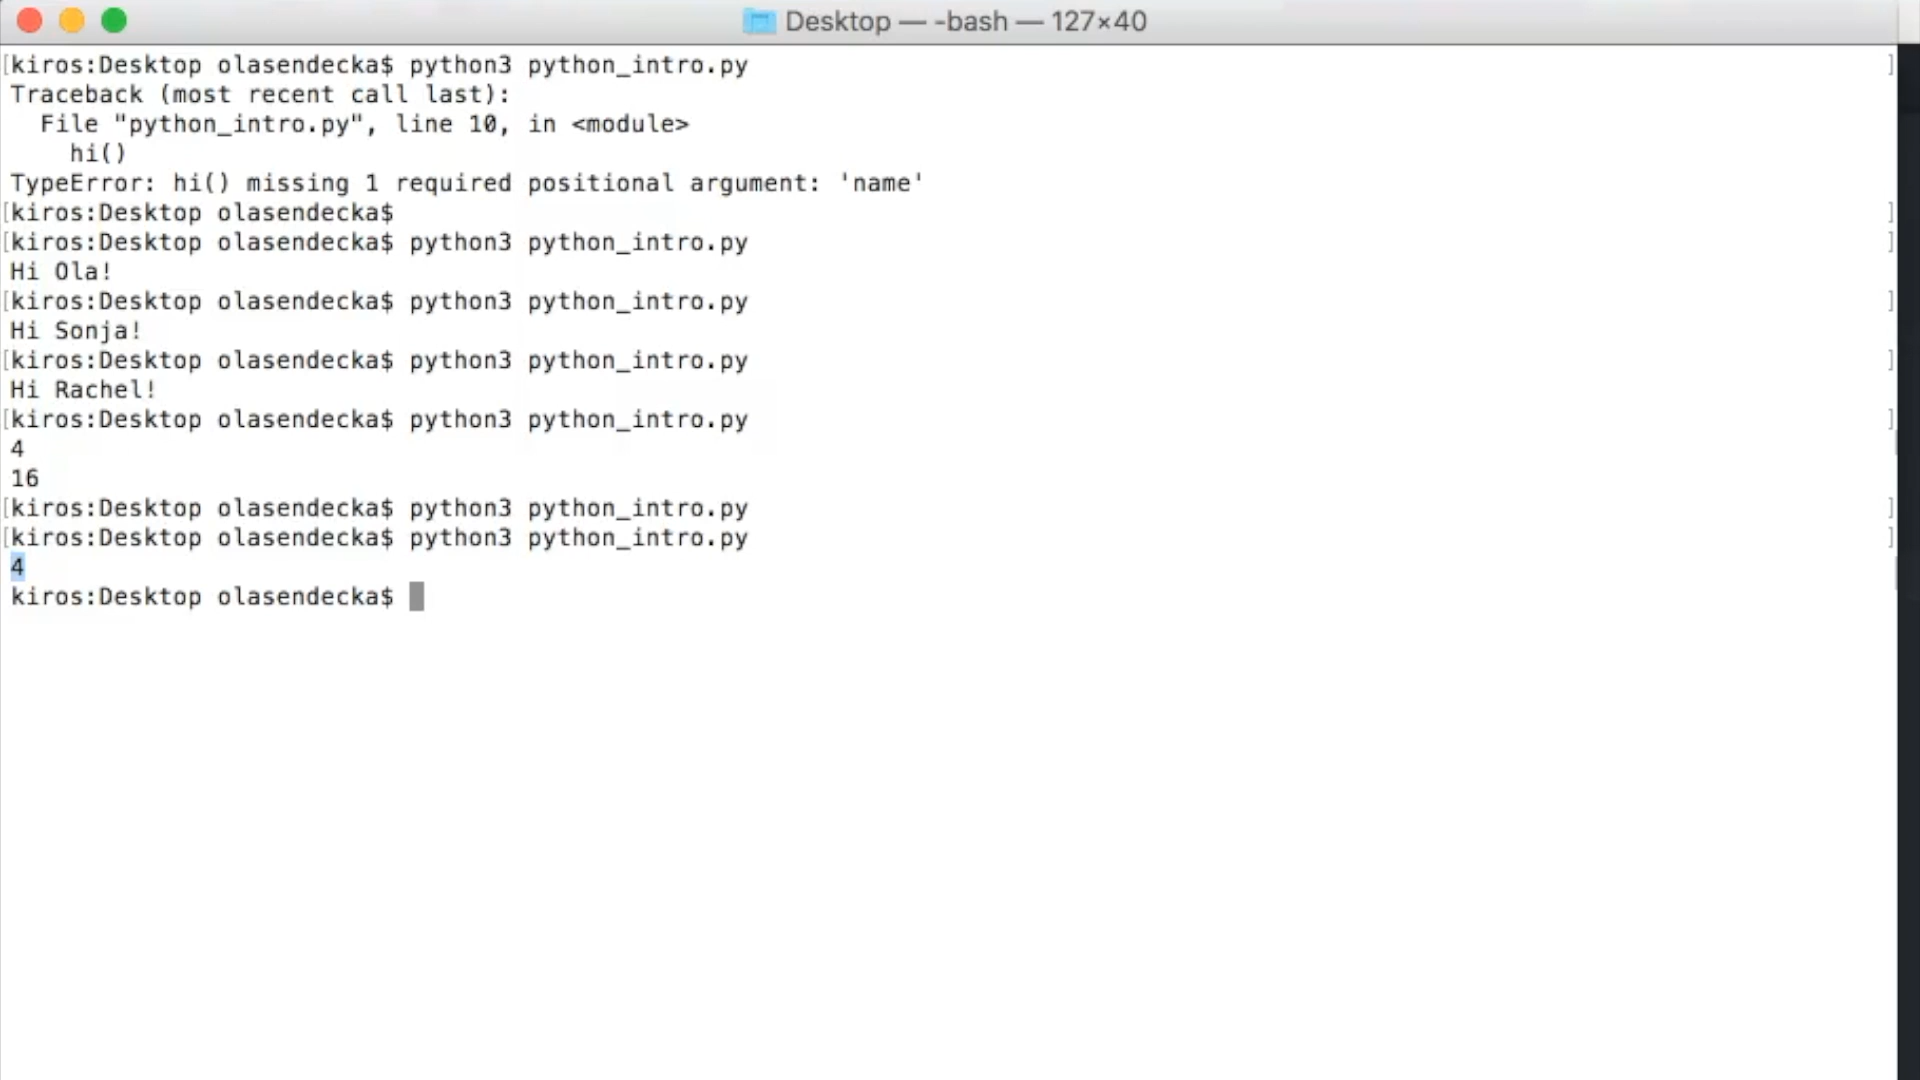 Desktop — -bash — 127×40
[kiros:Desktop olasendecka$ python3 python_intro.py ]
Traceback (most recent call last):
  File "python_intro.py", line 10, in <module>
    hi()
TypeError: hi() missing 1 required positional argument: 'name'
[kiros:Desktop olasendecka$ ]
[kiros:Desktop olasendecka$ python3 python_intro.py ]
Hi Ola!
[kiros:Desktop olasendecka$ python3 python_intro.py ]
Hi Sonja!
[kiros:Desktop olasendecka$ python3 python_intro.py ]
Hi Rachel!
[kiros:Desktop olasendecka$ python3 python_intro.py ]
4
16
[kiros:Desktop olasendecka$ python3 python_intro.py ]
[kiros:Desktop olasendecka$ python3 python_intro.py ]
4
kiros:Desktop olasendecka$